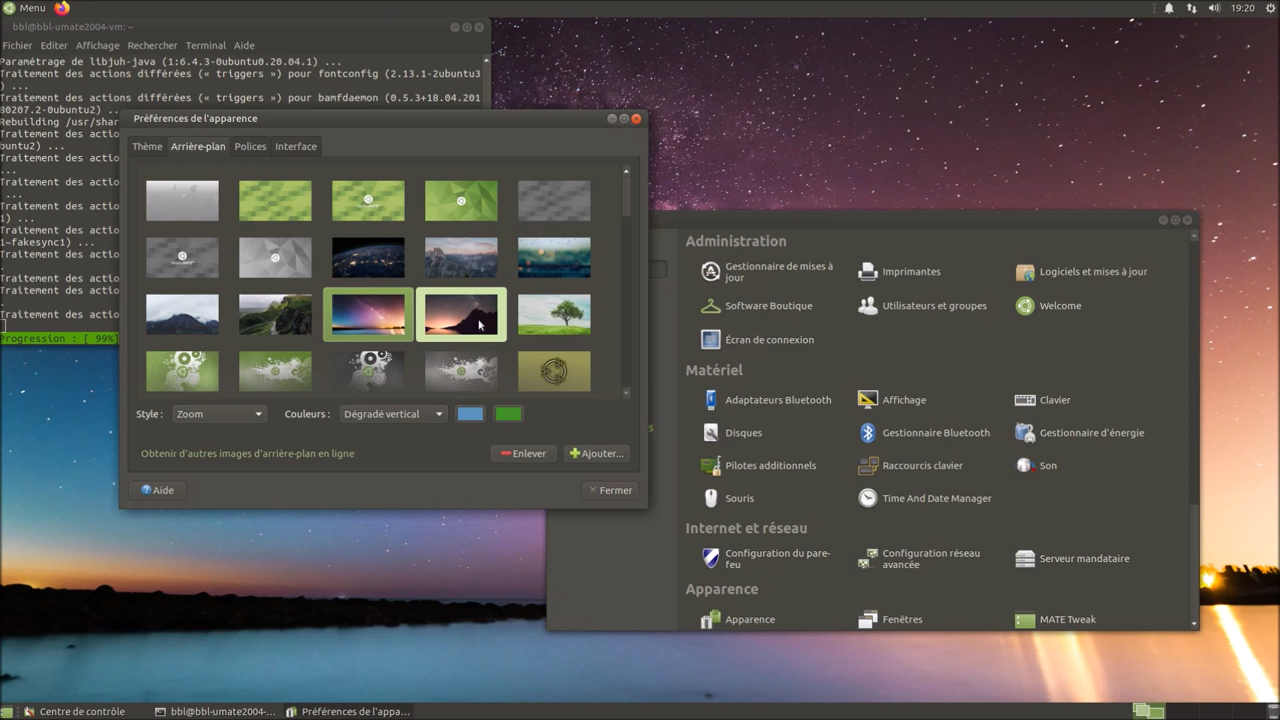 Menu
19:20
bbl@bbl-umate2004-vm: ~
Fichier Editer Affichage Rechercher Terminal Aide
Paramétrage de libjuh-java (1:6.4.3-0ubuntu0.20.04.1) ...
Traitement des actions différées (« triggers ») pour fontconfig (2.13.1-2ubuntu3
) ...
Traitement des actions différées (« triggers ») pour bamfdaemon (0.5.3+18.04.201
80207.2-0ubuntu2) ...
Rebuilding /usr/shar
Traitement des actio
buntu2) ...
Traitement des actio
...
Traitement des actio
...
Traitement des actio
1) ...
Traitement des actio
1~fakesync1) ...
Traitement des actio
.
Traitement des actio
Traitement des actio
.
Traitement des actio
Progression : [ 99%]
Préférences de l'apparence
Thème Arrière-plan Polices Interface
Style : Zoom Couleurs : Dégradé vertical
Obtenir d'autres images d'arrière-plan en ligne Enlever Ajouter...
Aide Fermer
Administration
Gestionnaire de mises à
jour
Imprimantes
Logiciels et mises à jour
Software Boutique
Utilisateurs et groupes
Welcome
Écran de connexion
Matériel
Adaptateurs Bluetooth
Affichage
Clavier
Disques
Gestionnaire Bluetooth
Gestionnaire d'énergie
Pilotes additionnels
Raccourcis clavier
Son
Souris
Time And Date Manager
Internet et réseau
Configuration du pare-
feu
Configuration réseau
avancée
Serveur mandataire
Apparence
Apparence
Fenêtres
MATE Tweak
s
Centre de contrôle
bbl@bbl-umate2004-...
Préférences de l'appa...